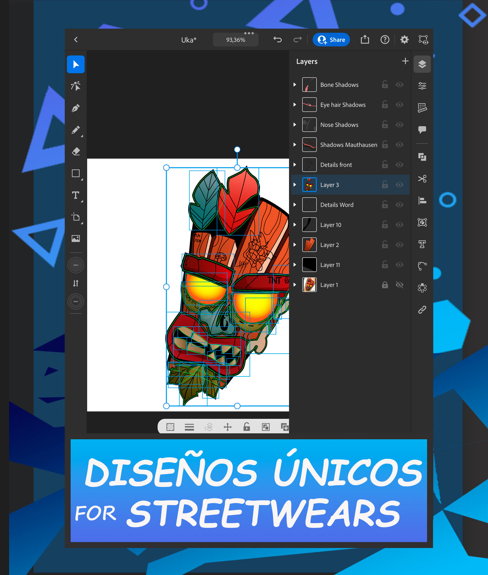 Uka*
93,36%
Share
Layers
Bone Shadows
Eye hair Shadows
Nose Shadows
Shadows Mauthausen
Details front
Layer 3
Details Word
Layer 10
Layer 2
Layer 11
Layer 1
TNT
DISEÑOS ÚNICOS
FOR STREETWEARS